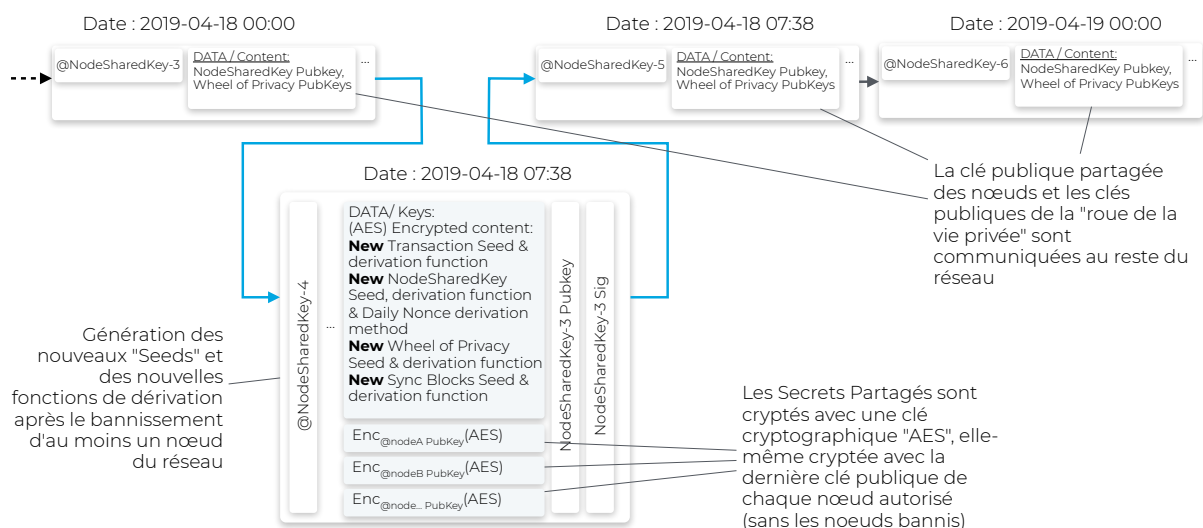 Date : 2019-04-18 00:00
@NodeSharedKey-3
DATA / Content:
NodeSharedKey Pubkey,
Wheel of Privacy PubKeys
...
Date : 2019-04-18 07:38
@NodeSharedKey-5
DATA / Content:
NodeSharedKey Pubkey,
Wheel of Privacy PubKeys
...
Date : 2019-04-19 00:00
@NodeSharedKey-6
DATA / Content:
NodeSharedKey Pubkey,
Wheel of Privacy PubKeys
...
La clé publique partagée
des nœuds et les clés
publiques de la "roue de la
vie privée" sont
communiquées au reste du
réseau
Date : 2019-04-18 07:38
@NodeSharedKey-4
...
DATA/ Keys:
(AES) Encrypted content:
New Transaction Seed &
derivation function
New NodeSharedKey
Seed, derivation function
& Daily Nonce derivation
method
New Wheel of Privacy
Seed & derivation function
New Sync Blocks Seed &
derivation function
Enc@nodeA PubKey(AES)
Enc@nodeB PubKey(AES)
Enc@node... PubKey(AES)
NodeSharedKey-3 Pubkey
NodeSharedKey-3 Sig
Génération des
nouveaux "Seeds" et
des nouvelles
fonctions de dérivation
après le bannissement
d'au moins un nœud
du réseau
Les Secrets Partagés sont
cryptés avec une clé
cryptographique "AES", elle-
même cryptée avec la
dernière clé publique de
chaque nœud autorisé
(sans les noeuds bannis)